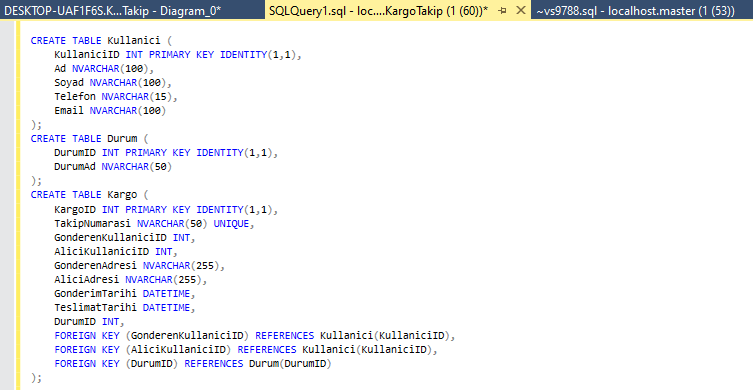 DESKTOP-UAF1F6S.K...Takip - Diagram_0*
SQLQuery1.sql - loc....KargoTakip (1 (60))*
~vs9788.sql - localhost.master (1 (53))
CREATE TABLE Kullanici (
    KullaniciID INT PRIMARY KEY IDENTITY(1,1),
    Ad NVARCHAR(100),
    Soyad NVARCHAR(100),
    Telefon NVARCHAR(15),
    Email NVARCHAR(100)
);
CREATE TABLE Durum (
    DurumID INT PRIMARY KEY IDENTITY(1,1),
    DurumAd NVARCHAR(50)
);
CREATE TABLE Kargo (
    KargoID INT PRIMARY KEY IDENTITY(1,1),
    TakipNumarasi NVARCHAR(50) UNIQUE,
    GonderenKullaniciID INT,
    AliciKullaniciID INT,
    GonderenAdresi NVARCHAR(255),
    AliciAdresi NVARCHAR(255),
    GonderimTarihi DATETIME,
    TeslimatTarihi DATETIME,
    DurumID INT,
    FOREIGN KEY (GonderenKullaniciID) REFERENCES Kullanici(KullaniciID),
    FOREIGN KEY (AliciKullaniciID) REFERENCES Kullanici(KullaniciID),
    FOREIGN KEY (DurumID) REFERENCES Durum(DurumID)
);